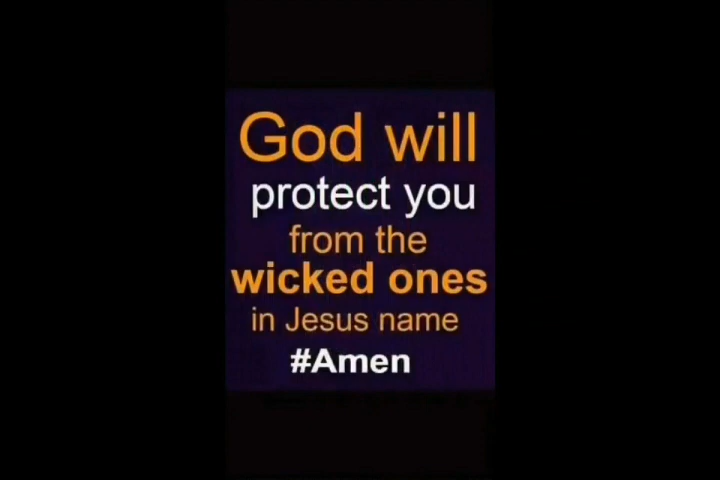 God will
protect you
from the
wicked ones
in Jesus name
#Amen